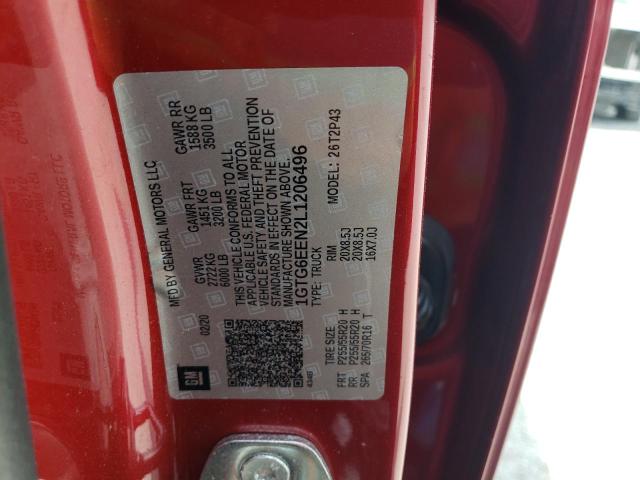 MFD BY GENERAL MOTORS LLC
02/20
GVWR
2722KG
6000 LB
GAWR FRT
1451 KG
3200 LB
GAWR RR
1588 KG
3500 LB
THIS VEHICLE CONFORMS TO ALL
APPLICABLE U.S. FEDERAL MOTOR
VEHICLE SAFETY AND THEFT PREVENTION
STANDARDS IN EFFECT ON THE DATE OF
MANUFACTURE SHOWN ABOVE.
1GTG6EEN2L1206496
TYPE: TRUCK
MODEL: 26T2P43
TIRE SIZE RIM
FRT P255/55R20 H 20X8.5J
RR P255/55R20 H 20X8.5J
SPA 265/70R16 T 16X7.0J
GM